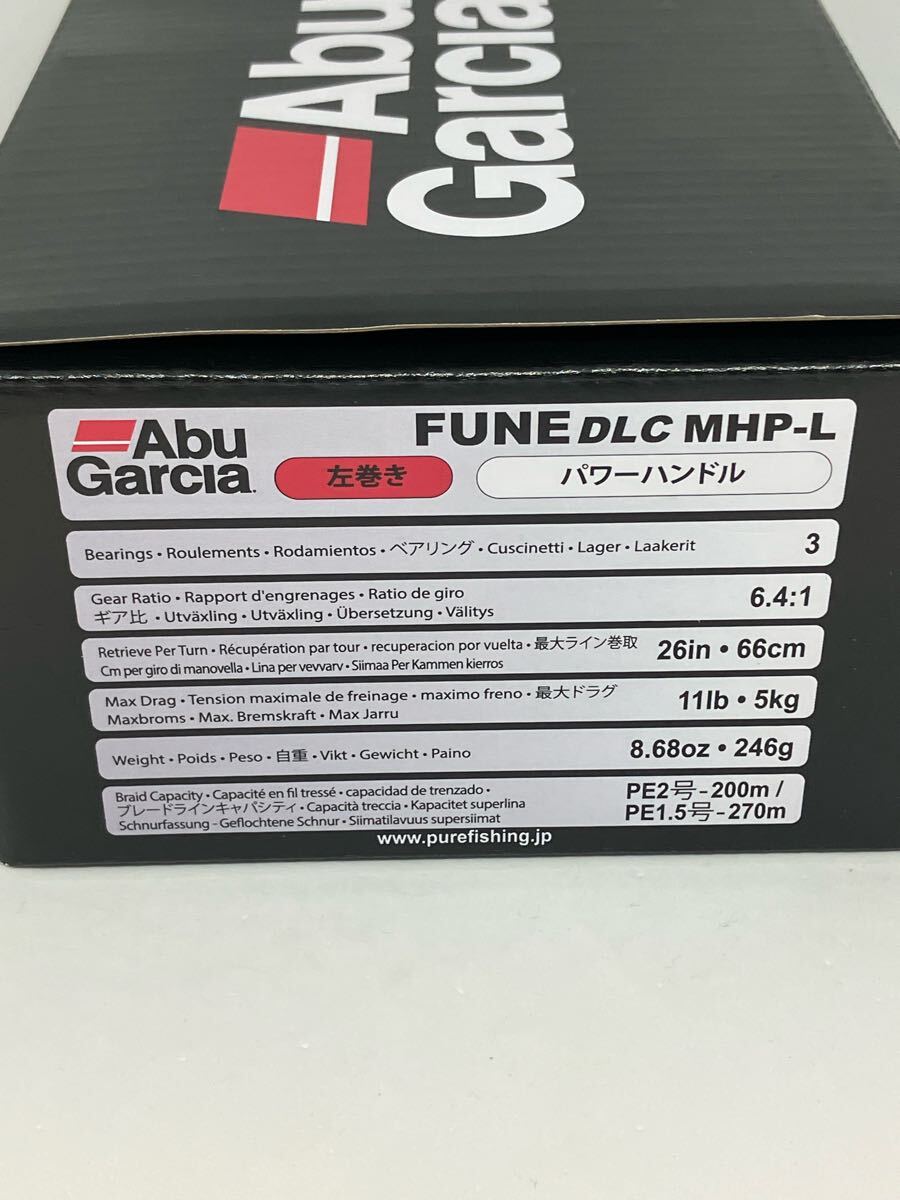 Abu
Garcia
Abu
Garcia.
FUNE DLC MHP-L
左巻き
パワーハンドル
Bearings • Roulements • Rodamientos • ベアリング • Cuscinetti • Lager • Laakerit
3
Gear Ratio • Rapport d'engrenages • Ratio de giro
ギア比 • Utväxling • Utväxling • Übersetzung • Välitys
6.4:1
Retrieve Per Turn • Récupération par tour • recuperacion por vuelta • 最大ライン巻取
Cm per giro di manovella • Lina per vevvarv • Siimaa Per Kammen kierros
26in • 66cm
Max Drag • Tension maximale de freinage • maximo freno • 最大ドラグ
Maxbroms • Max. Bremskraft • Max Jarru
11lb • 5kg
Weight • Poids • Peso • 自重 • Vikt • Gewicht • Paino
8.68oz • 246g
Braid Capacity • Capacité en fil tressé • capacidad de trenzado •
ブレードラインキャパシティ • Capacità treccia • Kapacitet superlina
Schnurfassung - Geflochtene Schnur • Siimatilavuus supersiimat
PE2号-200m /
PE1.5号-270m
www.purefishing.jp